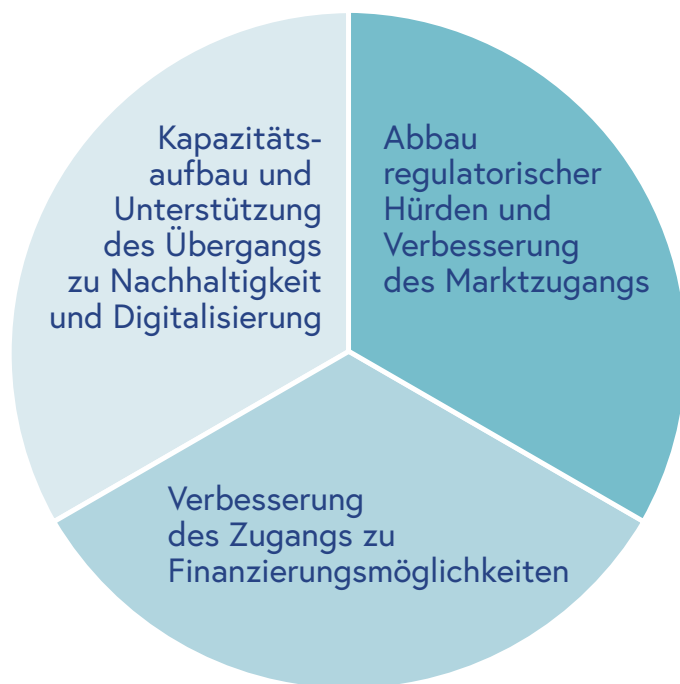 Kapazitäts-
aufbau und
Unterstützung
des Übergangs
zu Nachhaltigkeit
und Digitalisierung
Abbau
regulatorischer
Hürden und
Verbesserung
des Marktzugangs
Verbesserung
des Zugangs zu
Finanzierungsmöglichkeiten